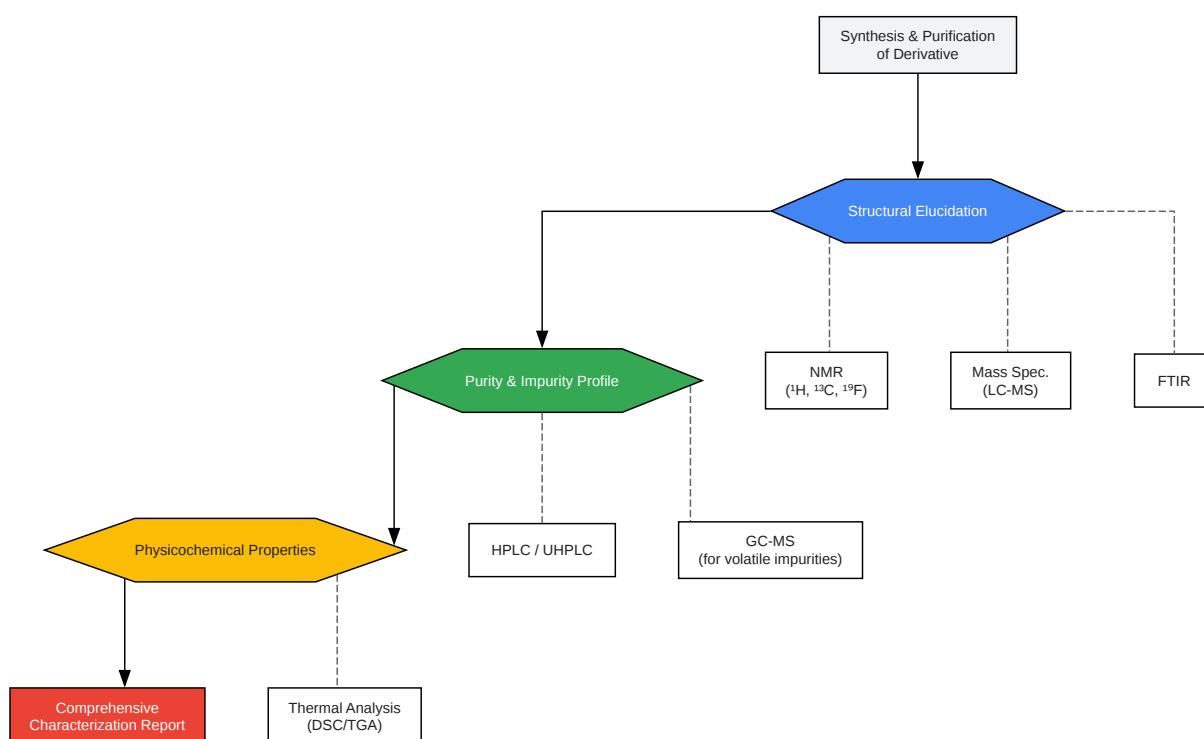 Synthesis & Purification
of Derivative
Structural Elucidation
NMR
(¹H, ¹³C, ¹⁹F)
Mass Spec.
(LC-MS)
FTIR
Purity & Impurity Profile
HPLC / UHPLC
GC-MS
(for volatile impurities)
Physicochemical Properties
Comprehensive
Characterization Report
Thermal Analysis
(DSC/TGA)